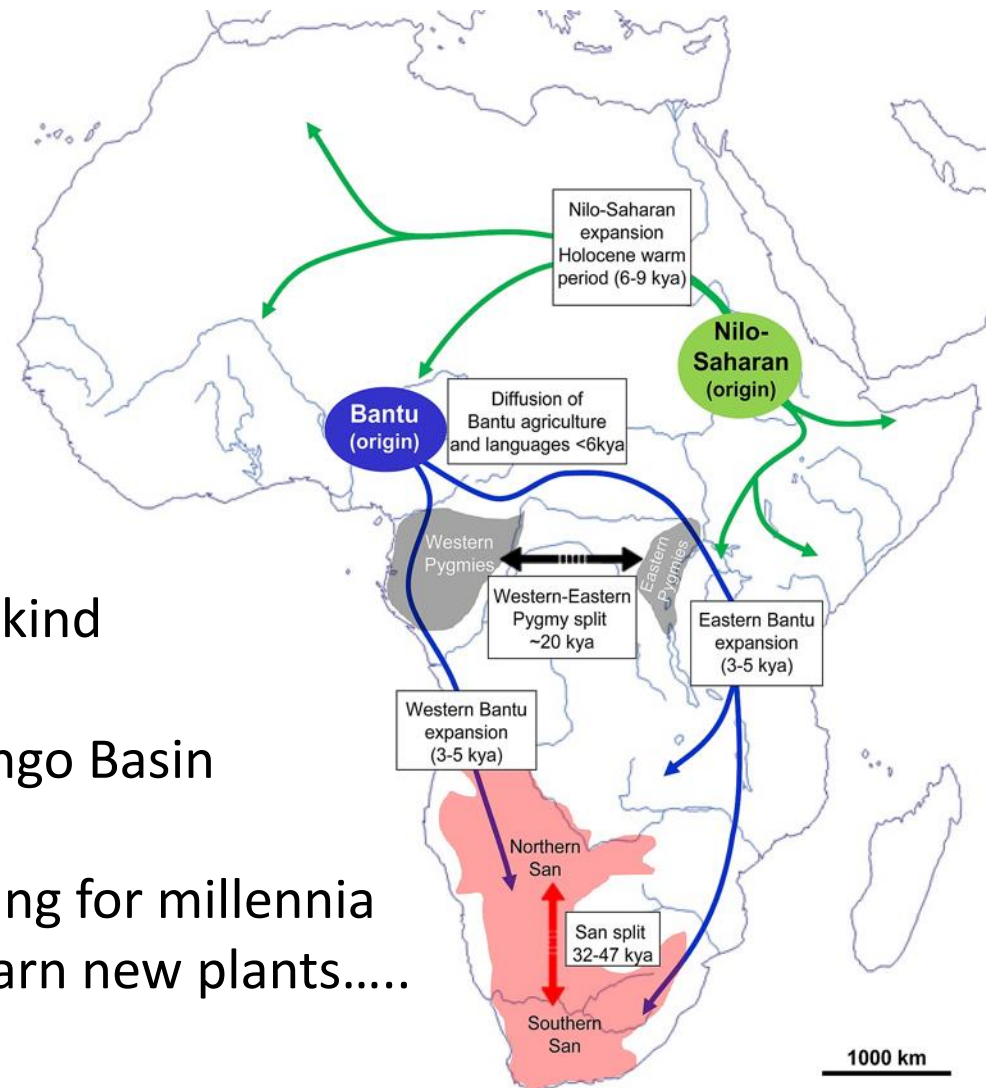 Nilo-Saharan
expansion
Holocene warm
period (6-9 kya)
Nilo-
Saharan
(origin)
Bantu
(origin)
Diffusion of
Bantu agriculture
and languages <6kya
Western
Pygmies
Eastern
Pygmies
Western-Eastern
Pygmy split
~20 kya
Eastern Bantu
expansion
(3-5 kya)
kind
Western Bantu
expansion
(3-5 kya)
ngo Basin
Northern
San
ng for millennia
San split
32-47 kya
arn new plants.....
Southern
San
1000 km